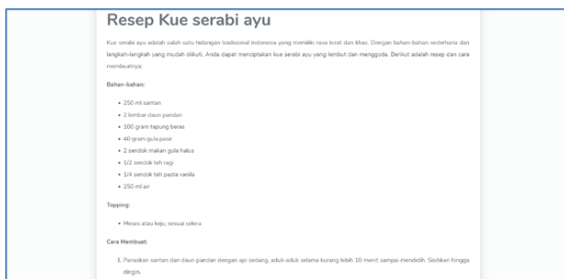 Resep Kue serabi ayu
Kue serabi ayu adalah salah satu hidangan tradisional Indonesia yang memiliki rasa lezat dan khas. Dengan bahan-bahan sederhana dan
langkah-langkah yang mudah diikuti, Anda dapat menciptakan kue serabi ayu yang lembut dan menggoda. Berikut adalah resep dan cara
membuatnya:
Bahan-bahan:
• 250 ml santan
• 2 lembar daun pandan
• 100 gram tepung beras
• 40 gram gula pasir
• 2 sendok makan gula halus
• 1/2 sendok teh ragi
• 1/4 sendok teh pasta vanila
• 250 ml air
Topping:
• Meses atau keju, sesuai selera
Cara Membuat:
1. Panaskan santan dan daun pandan dengan api sedang, aduk-aduk selama kurang lebih 10 menit sampai mendidih. Sisihkan hingga
dingin.